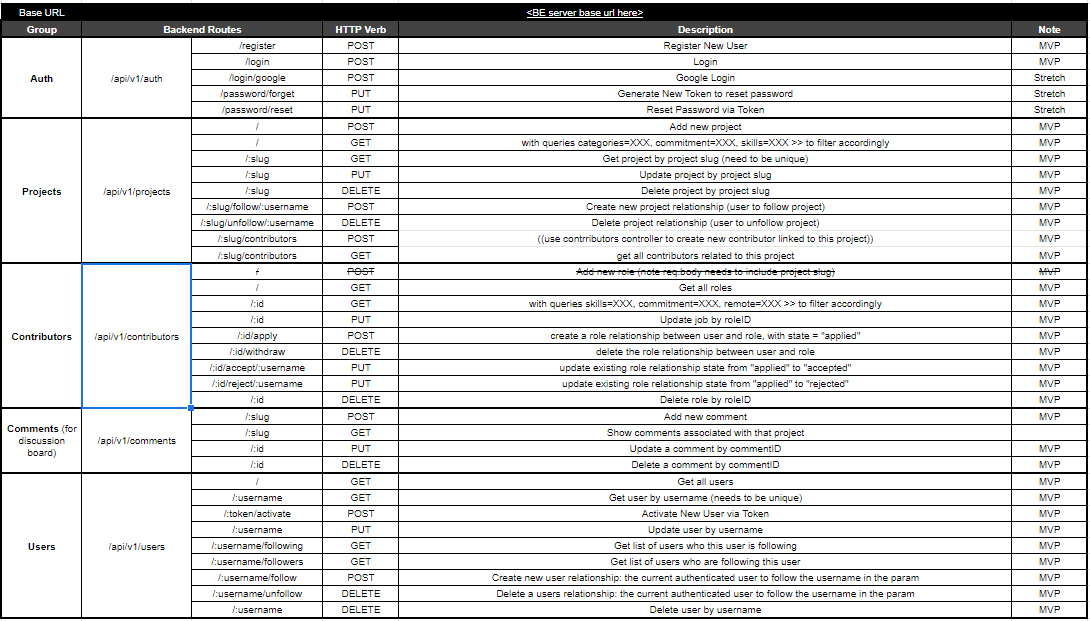 Base URL <BE server base url here>
Group Backend Routes HTTP Verb Description Note
Auth /api/v1/auth
/register POST Register New User MVP
/login POST Login MVP
/login/google POST Google Login Stretch
/password/forget PUT Generate New Token to reset password Stretch
/password/reset PUT Reset Password via Token Stretch
Projects /api/v1/projects
/ POST Add new project MVP
/ GET with queries categories=XXX, commitment=XXX, skills=XXX >> to filter accordingly MVP
/:slug GET Get project by project slug (need to be unique) MVP
/:slug PUT Update project by project slug MVP
/:slug DELETE Delete project by project slug MVP
/:slug/follow/:username POST Create new project relationship (user to follow project) MVP
/:slug/unfollow/:username DELETE Delete project relationship (user to unfollow project) MVP
/:slug/contributors POST ((use contrributors controller to create new contributor linked to this project)) MVP
/:slug/contributors GET get all contributors related to this project MVP
Contributors /api/v1/contributors
/ POST Add new role (note req.body needs to include project slug) MVP
/ GET Get all roles MVP
/:id GET with queries skills=XXX, commitment=XXX, remote=XXX >> to filter accordingly MVP
/:id PUT Update job by roleID MVP
/:id/apply POST create a role relationship between user and role, with state = "applied" MVP
/:id/withdraw DELETE delete the role relationship between user and role MVP
/:id/accept/:username PUT update existing role relationship state from "applied" to "accepted" MVP
/:id/reject/:username PUT update existing role relationship state from "applied" to "rejected" MVP
/:id DELETE Delete role by roleID MVP
Comments (for
discussion
board) /api/v1/comments
/:slug POST Add new comment MVP
/:slug GET Show comments associated with that project
/:id PUT Update a comment by commentID MVP
/:id DELETE Delete a comment by commentID MVP
Users /api/v1/users
/ GET Get all users MVP
/:username GET Get user by username (needs to be unique) MVP
/:token/activate POST Activate New User via Token MVP
/:username PUT Update user by username MVP
/:username/following GET Get list of users who this user is following MVP
/:username/followers GET Get list of users who are following this user MVP
/:username/follow POST Create new user relationship: the current authenticated user to follow the username in the param MVP
/:username/unfollow DELETE Delete a users relationship: the current authenticated user to follow the username in the param MVP
/:username DELETE Delete user by username MVP